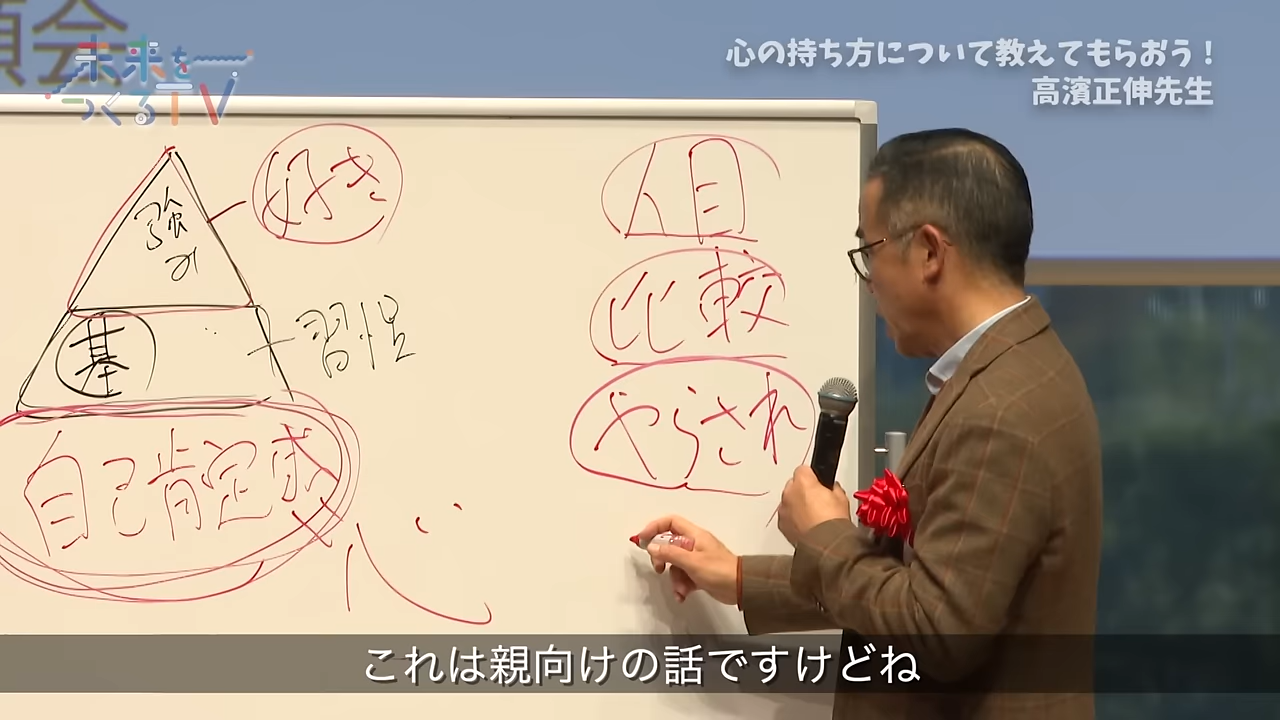 未来を
つくるTV
心の持ち方について教えてもらおう！
高濱正伸先生
強み
好き
基
習慣
自己肯定感
心
人目
比較
やらされ
これは親向けの話ですけどね